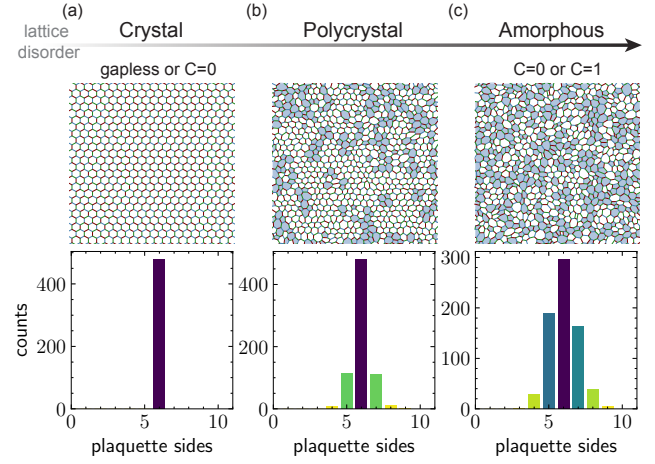 (a) (b) (c)
lattice disorder
Crystal Polycrystal Amorphous
gapless or C=0 C=0 or C=1
counts
400
200
0
400
200
0
300
200
100
0
0 5 10
0 5 10
0 5 10
plaquette sides plaquette sides plaquette sides